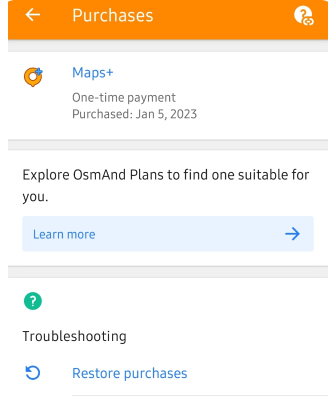 Purchases
Maps+
One-time payment
Purchased: Jan 5, 2023
Explore OsmAnd Plans to find one suitable for
you.
Learn more
Troubleshooting
Restore purchases